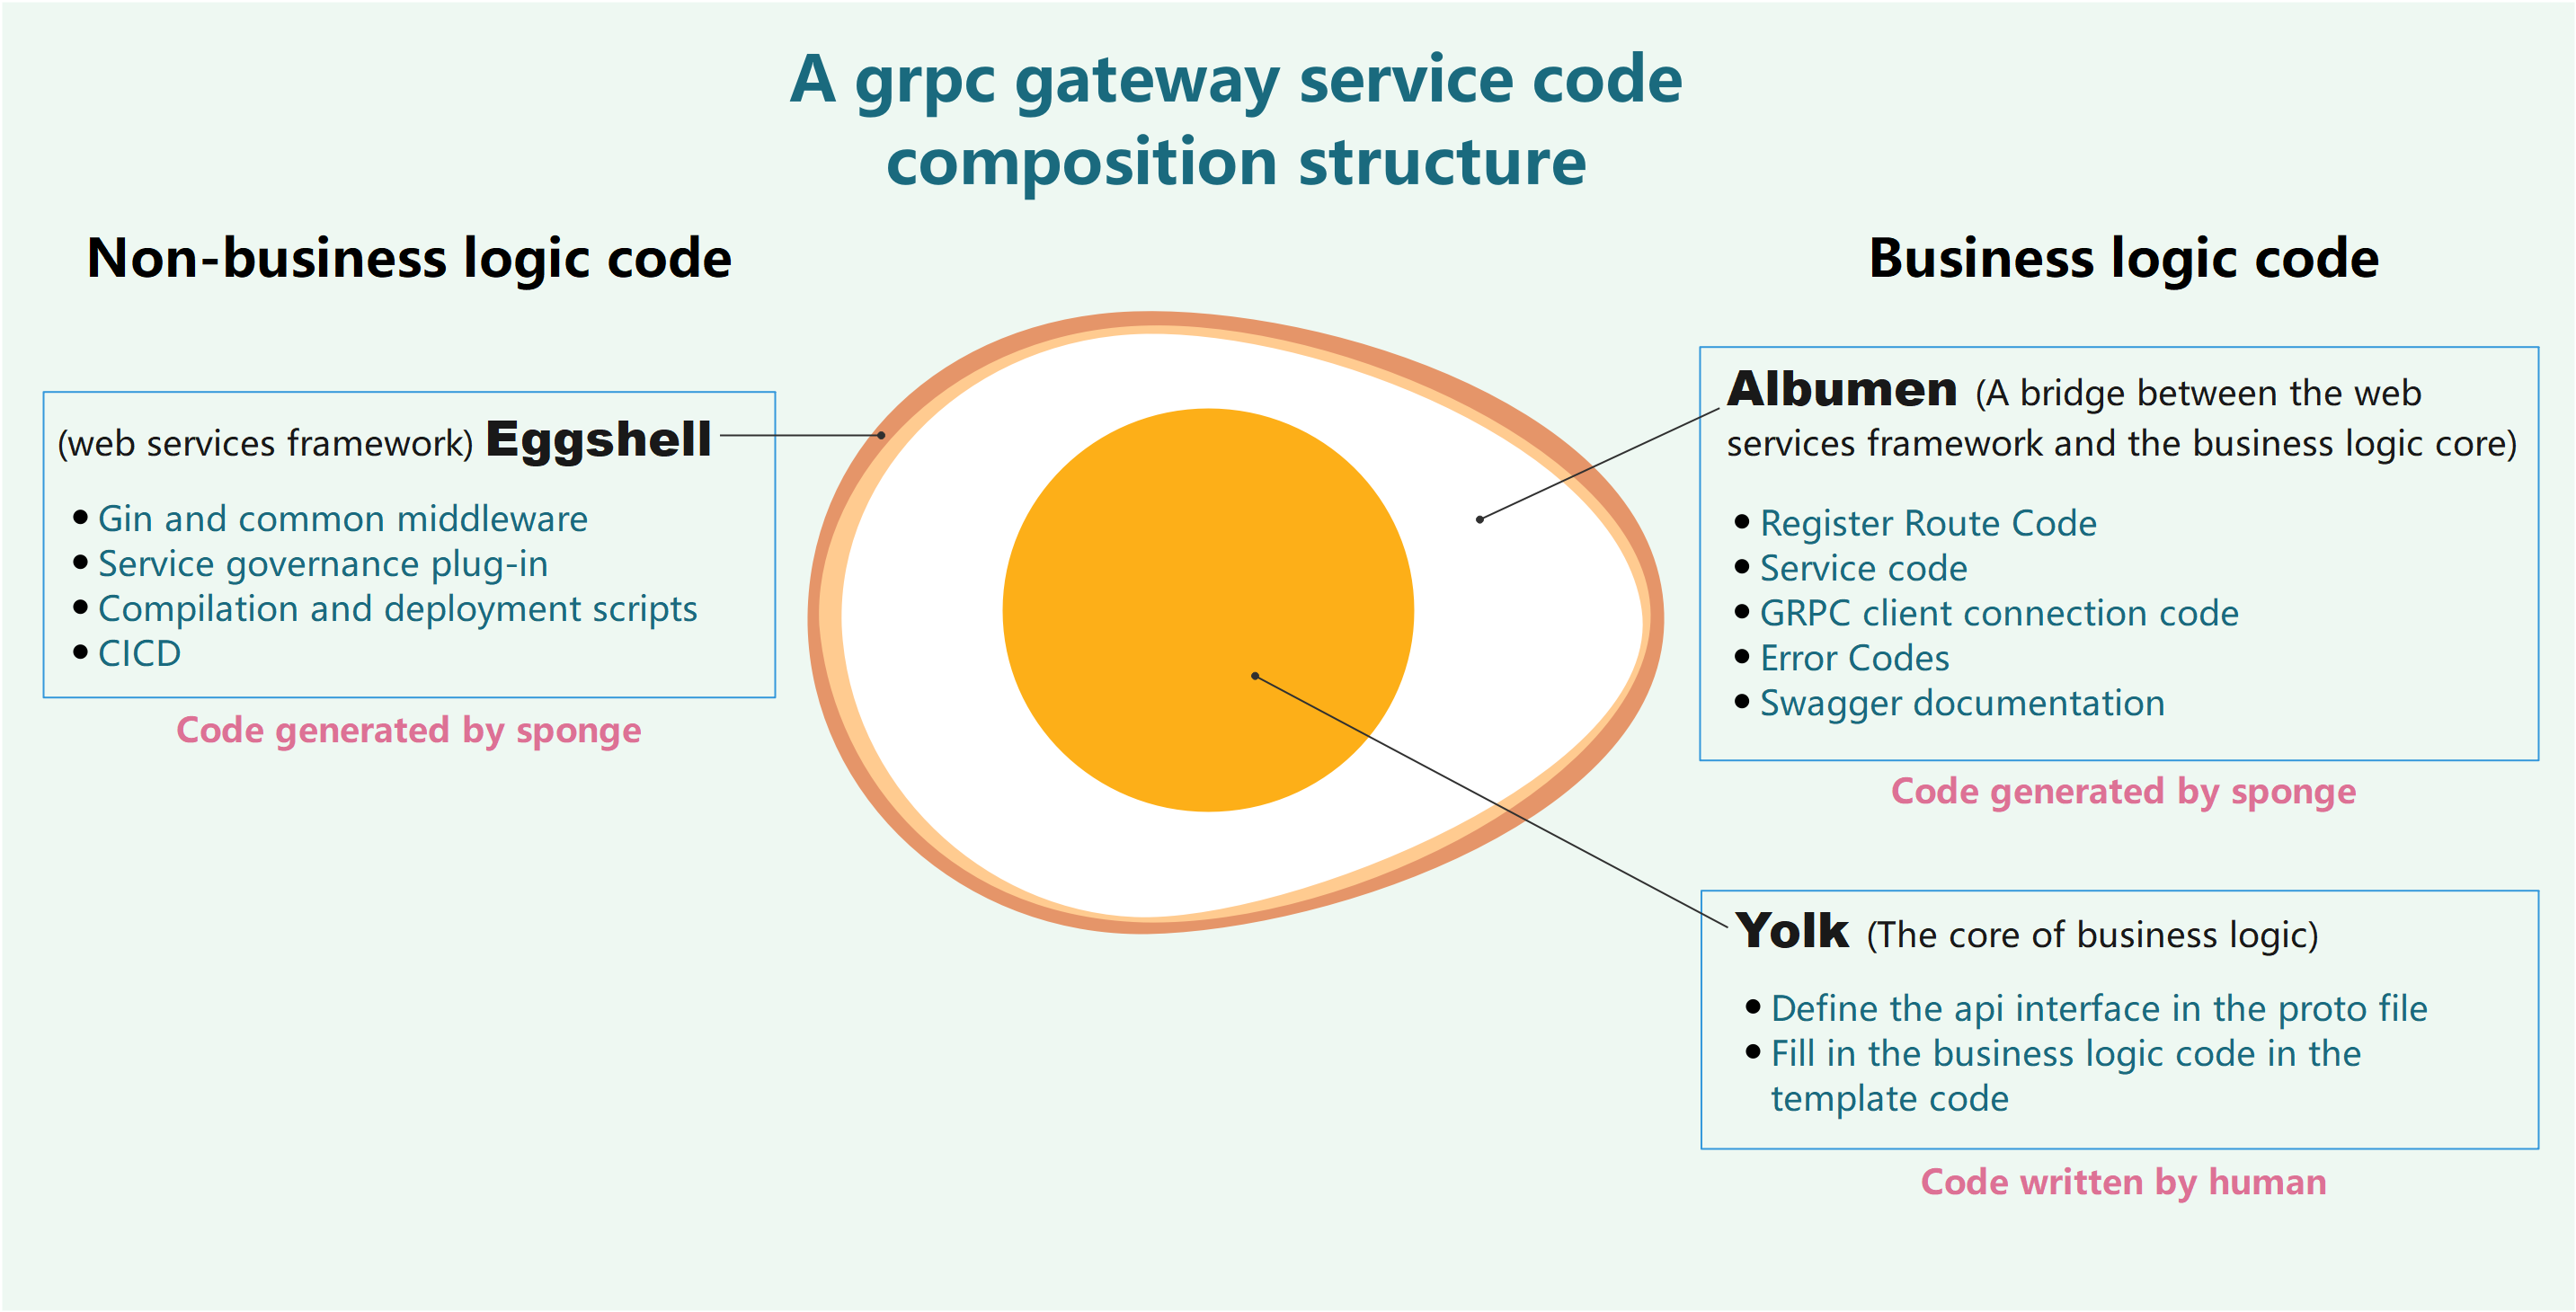 A grpc gateway service code
composition structure
Non-business logic code
(web services framework) Eggshell
Gin and common middleware
Service governance plug-in
Compilation and deployment scripts
CICD
Code generated by sponge
Business logic code
Albumen (A bridge between the web
services framework and the business logic core)
Register Route Code
Service code
GRPC client connection code
Error Codes
Swagger documentation
Code generated by sponge
Yolk (The core of business logic)
Define the api interface in the proto file
Fill in the business logic code in the
template code
Code written by human